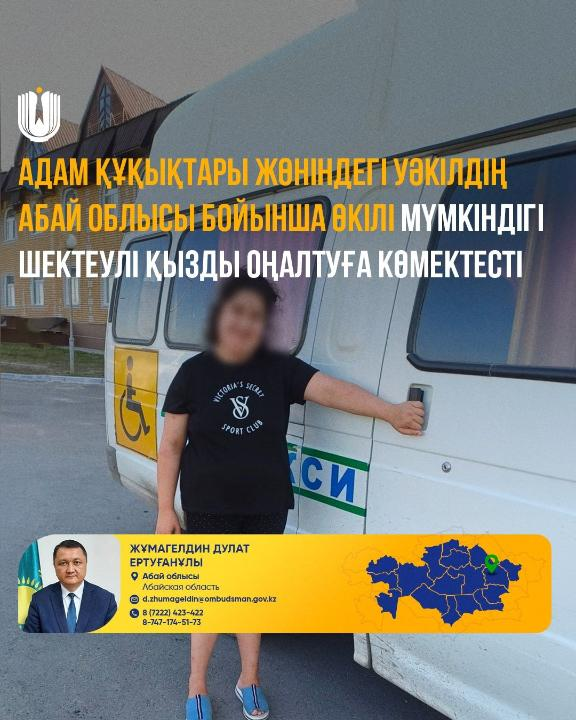 АДАМ ҚҰҚЫҚТАРЫ ЖӨНІНДЕГІ УӘКІЛДІҢ
АБАЙ ОБЛЫСЫ БОЙЫНША ӨКІЛІ МҮМКІНДІГІ
ШЕКТЕУЛІ ҚЫЗДЫ ОҢАЛТУҒА КӨМЕКТЕСТІ
VICTORIA'S SECRET
VS
SPORT CLUB
КСИ
ЖҰМАГЕЛДИН ДУЛАТ
ЕРТУҒАНҰЛЫ
Абай облысы
Абайская область
d.zhumageldin@ombudsman.gov.kz
8 (7222) 423-422
8-747-174-51-73